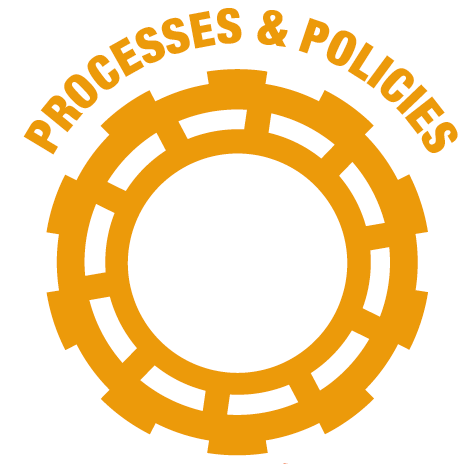 PROCESSES & POLICIES